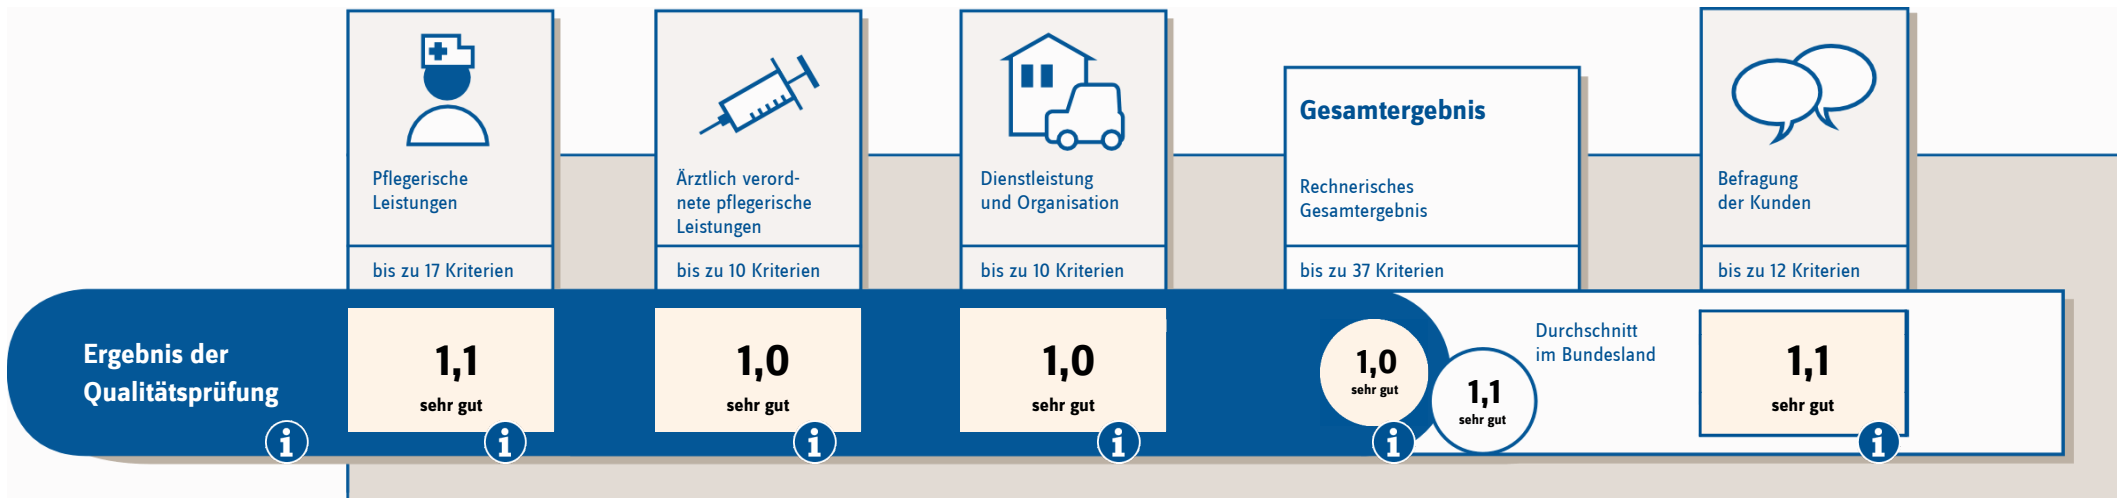 Pflegerische
Leistungen
bis zu 17 Kriterien
Ärztlich verord-
nete pflegerische
Leistungen
bis zu 10 Kriterien
Dienstleistung
und Organisation
bis zu 10 Kriterien
Gesamtergebnis
Rechnerisches
Gesamtergebnis
bis zu 37 Kriterien
Befragung
der Kunden
bis zu 12 Kriterien
Ergebnis der
Qualitätsprüfung
i
1,1
sehr gut
i
1,0
sehr gut
i
1,0
sehr gut
i
1,0
sehr gut
i
1,1
sehr gut
Durchschnitt
im Bundesland
1,1
sehr gut
i